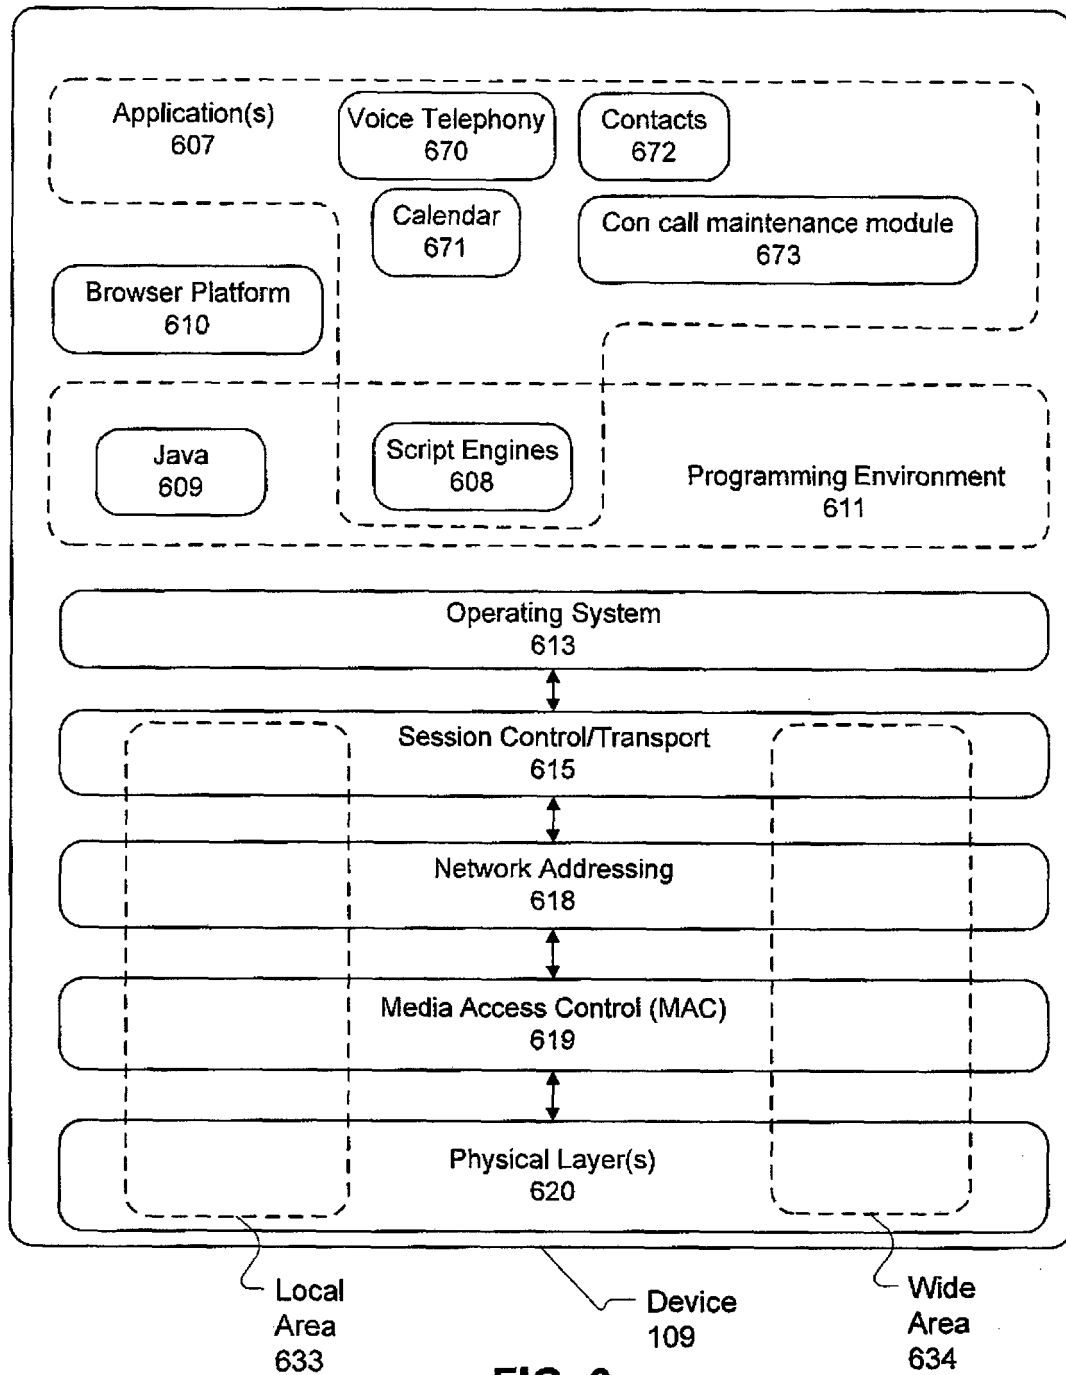 Application(s)
607
Voice Telephony
670
Contacts
672
Calendar
671
Con call maintenance module
673
Browser Platform
610
Java
609
Script Engines
608
Programming Environment
611
Operating System
613
Session Control/Transport
615
Network Addressing
618
Media Access Control (MAC)
619
Physical Layer(s)
620
Local
Area
633
Device
109
Wide
Area
634